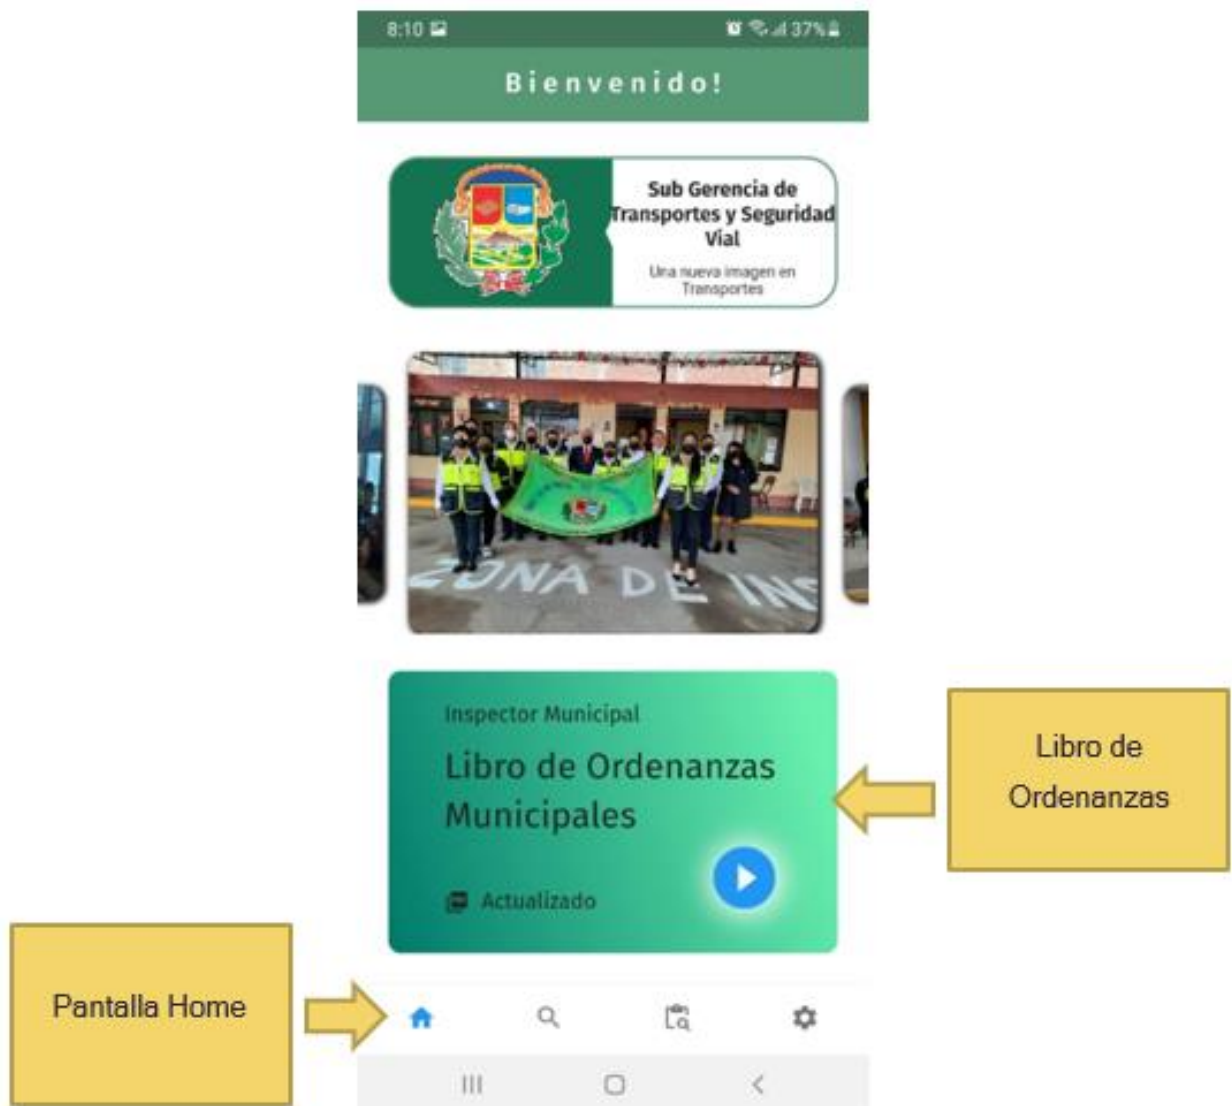 8:10
37%
Bienvenido!
Sub Gerencia de
Transportes y Seguridad
Vial
Una nueva imagen en
Transportes
ZONA DE INS
Inspector Municipal
Libro de Ordenanzas
Municipales
Actualizado
Libro de
Ordenanzas
Pantalla Home